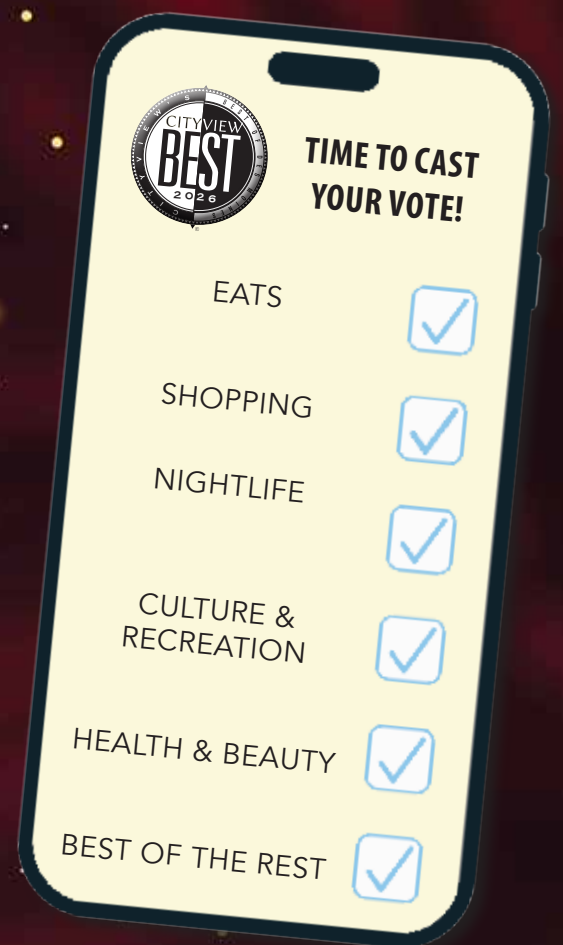 CITYVIEW
BEST
2026
TIME TO CAST
YOUR VOTE!
EATS
SHOPPING
NIGHTLIFE
CULTURE &
RECREATION
HEALTH & BEAUTY
BEST OF THE REST